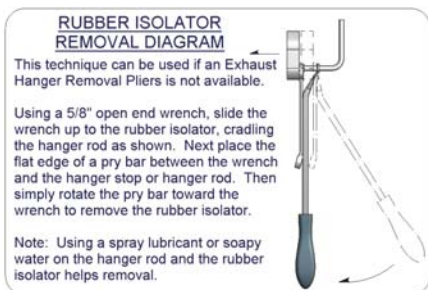 RUBBER ISOLATOR
REMOVAL DIAGRAM
This technique can be used if an Exhaust
Hanger Removal Pliers is not available.
Using a 5/8" open end wrench, slide the
wrench up to the rubber isolator, cradling
the hanger rod as shown. Next place the
flat edge of a pry bar between the wrench
and the hanger stop or hanger rod. Then
simply rotate the pry bar toward the
wrench to remove the rubber isolator.
Note: Using a spray lubricant or soapy
water on the hanger rod and the rubber
isolator helps removal.